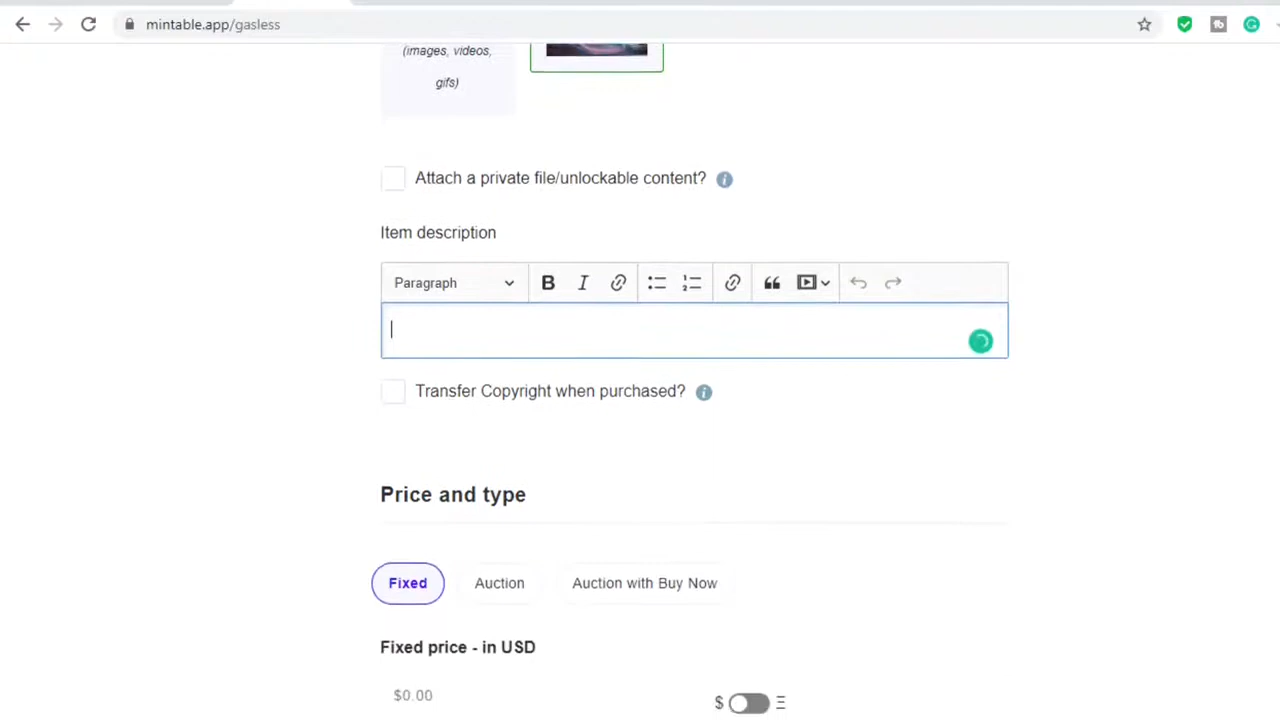 mintable.app/gasless
(images, videos,
gifs)
Attach a private file/unlockable content?
Item description
Paragraph
Transfer Copyright when purchased?
Price and type
Fixed
Auction
Auction with Buy Now
Fixed price - in USD
$0.00
$ Ξ